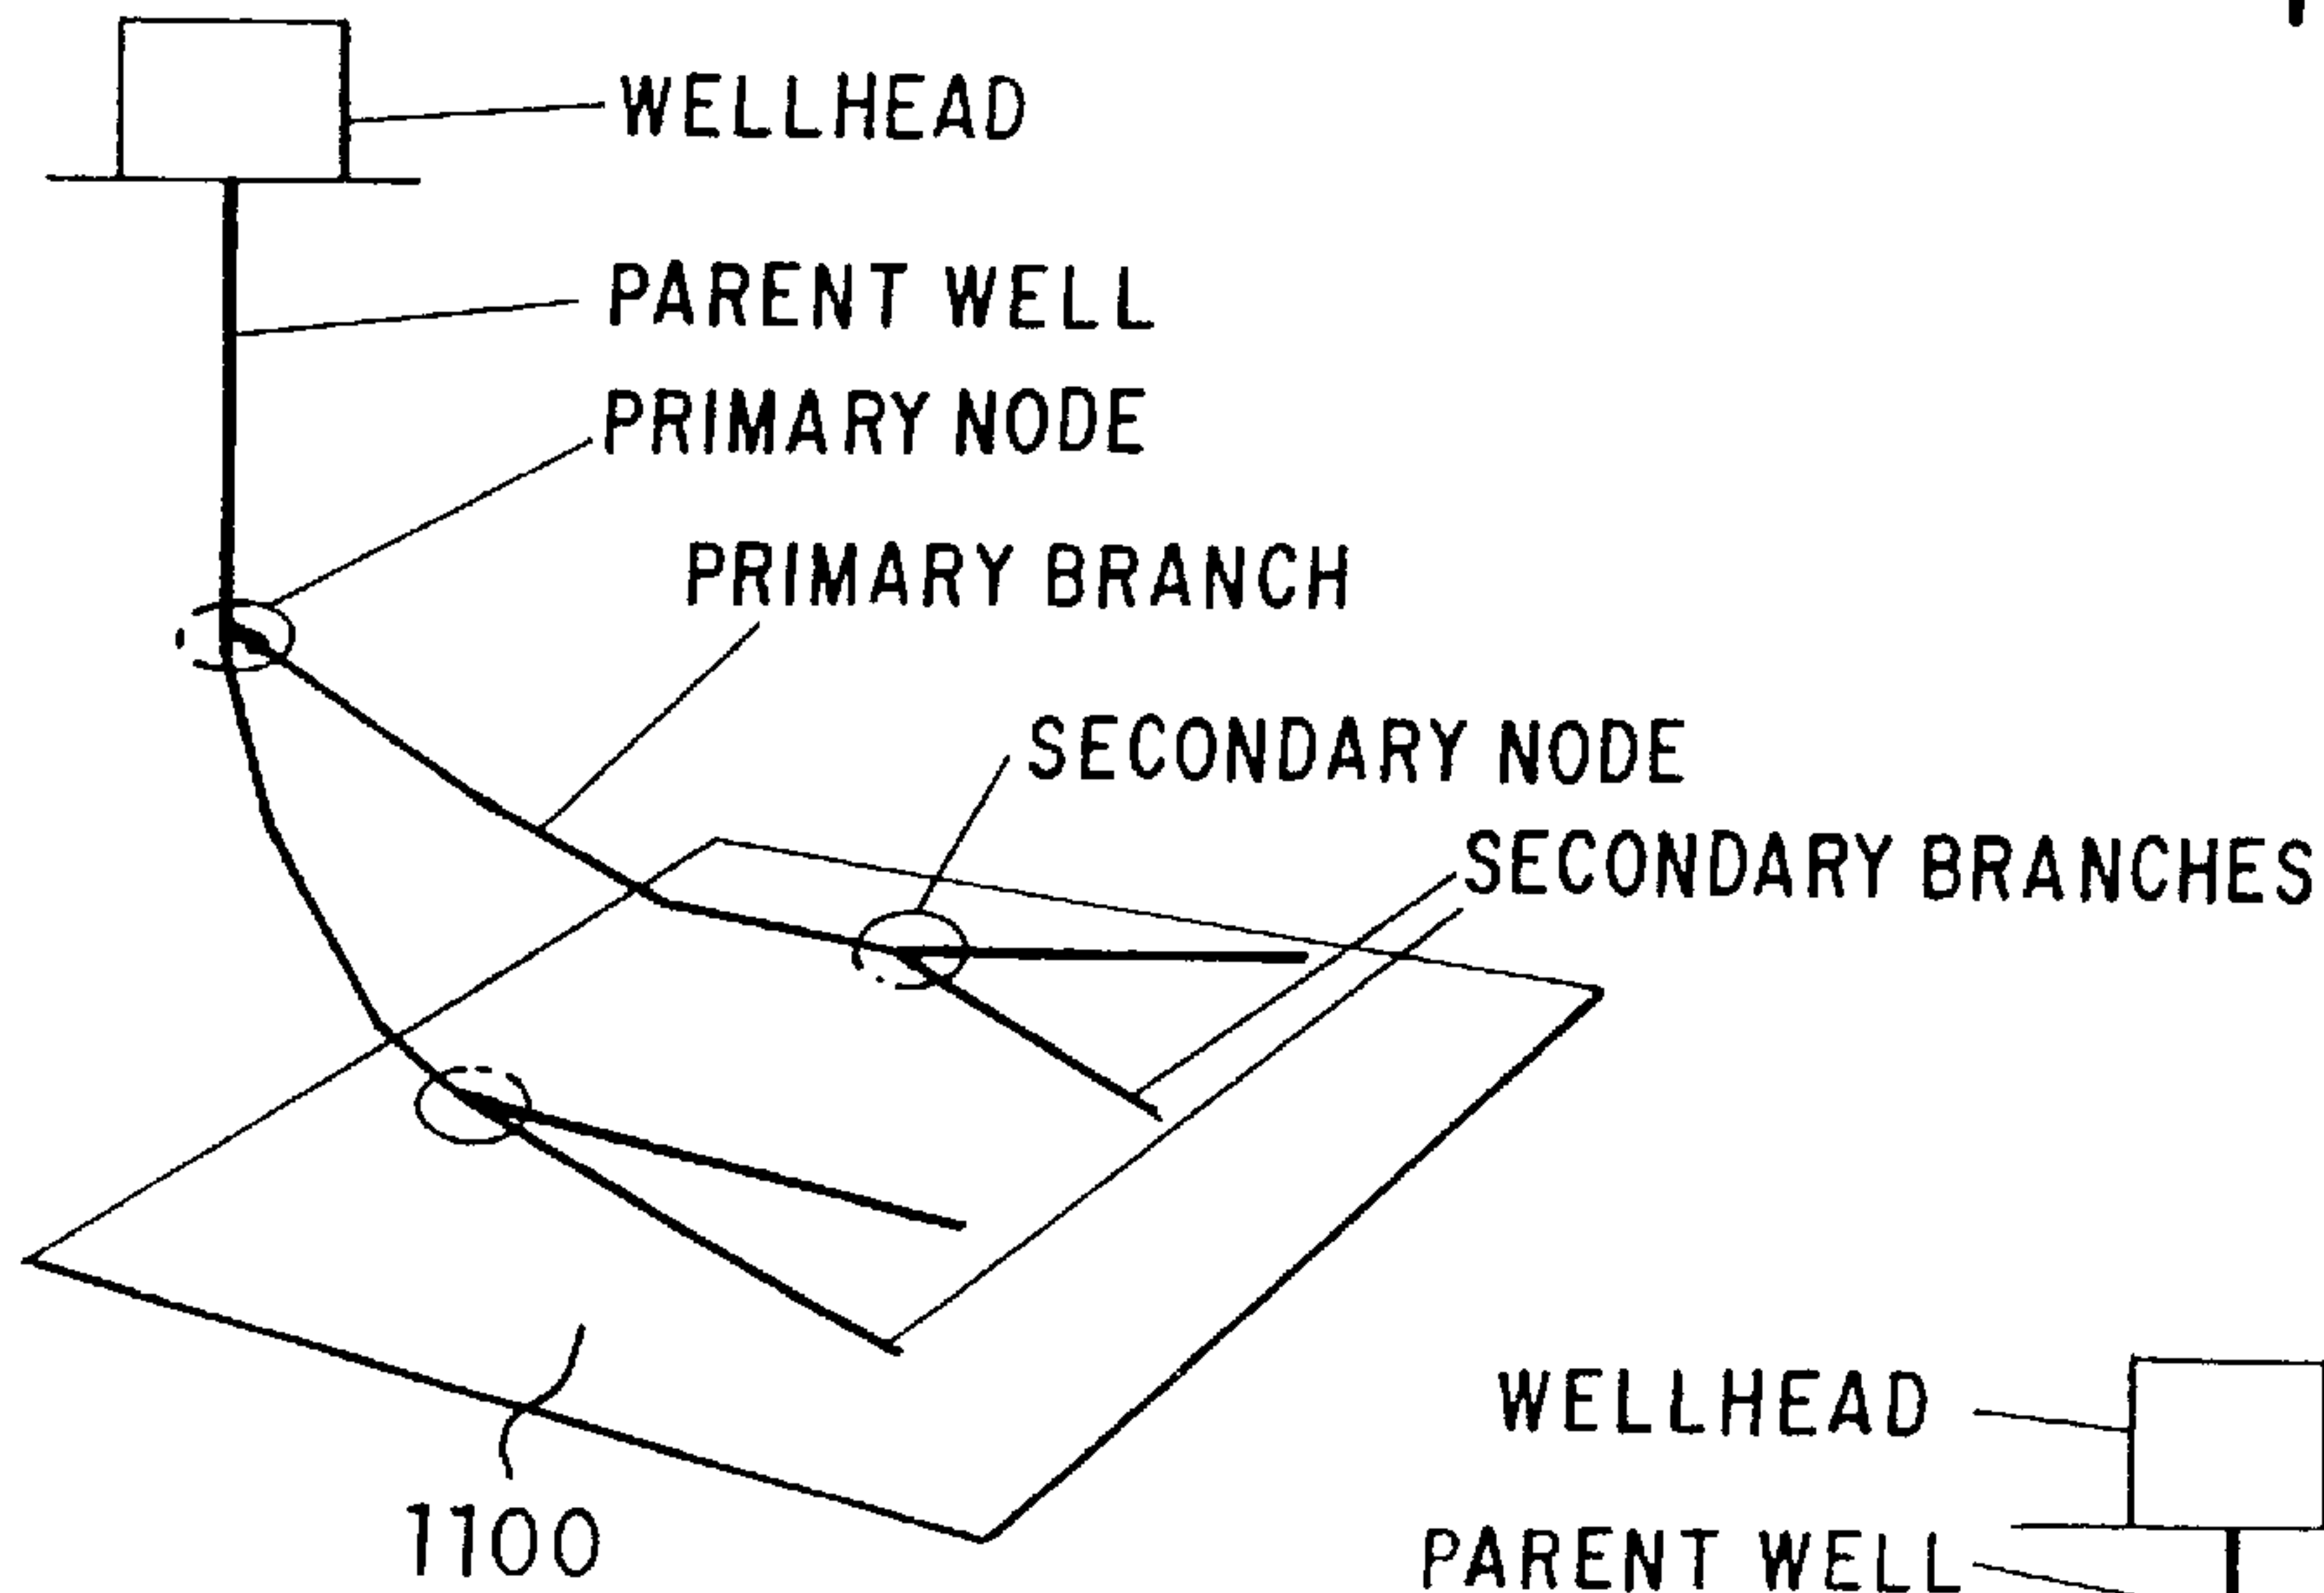 WELLHEAD
PARENT WELL
PRIMARY NODE
PRIMARY BRANCH
SECONDARY NODE
SECONDARY BRANCHES
1100
WELLHEAD
PARENT WELL